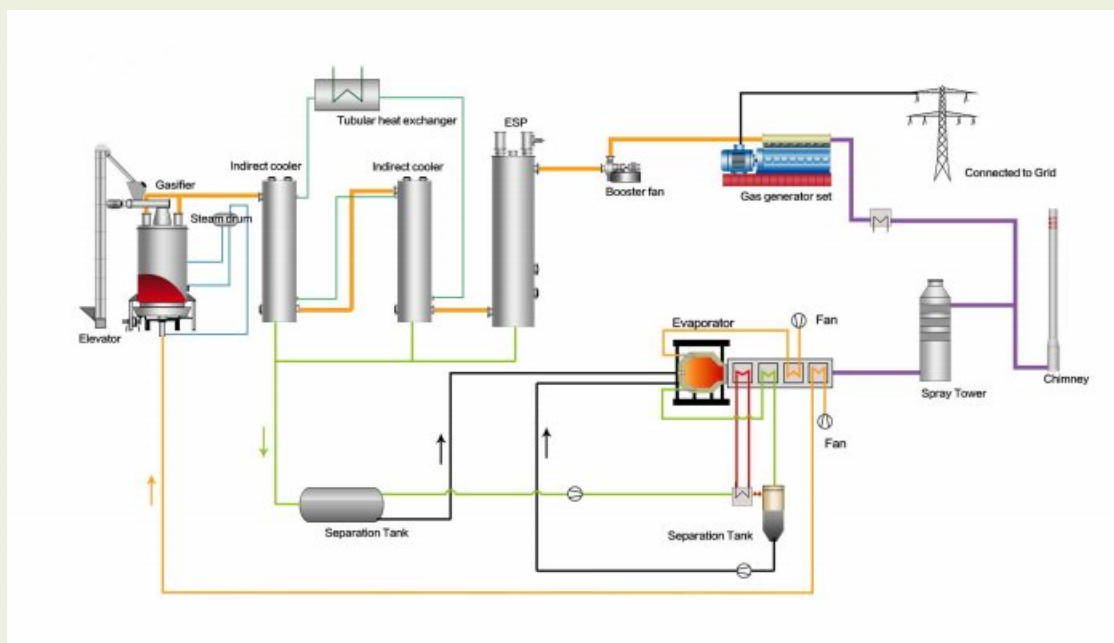 Tubular heat exchanger
ESP
Indirect cooler
Indirect cooler
Gasifier
Steam drum
Booster fan
Gas generator set
Connected to Grid
Elevator
Evaporator
Fan
Spray Tower
Chimney
Fan
Separation Tank
Separation Tank